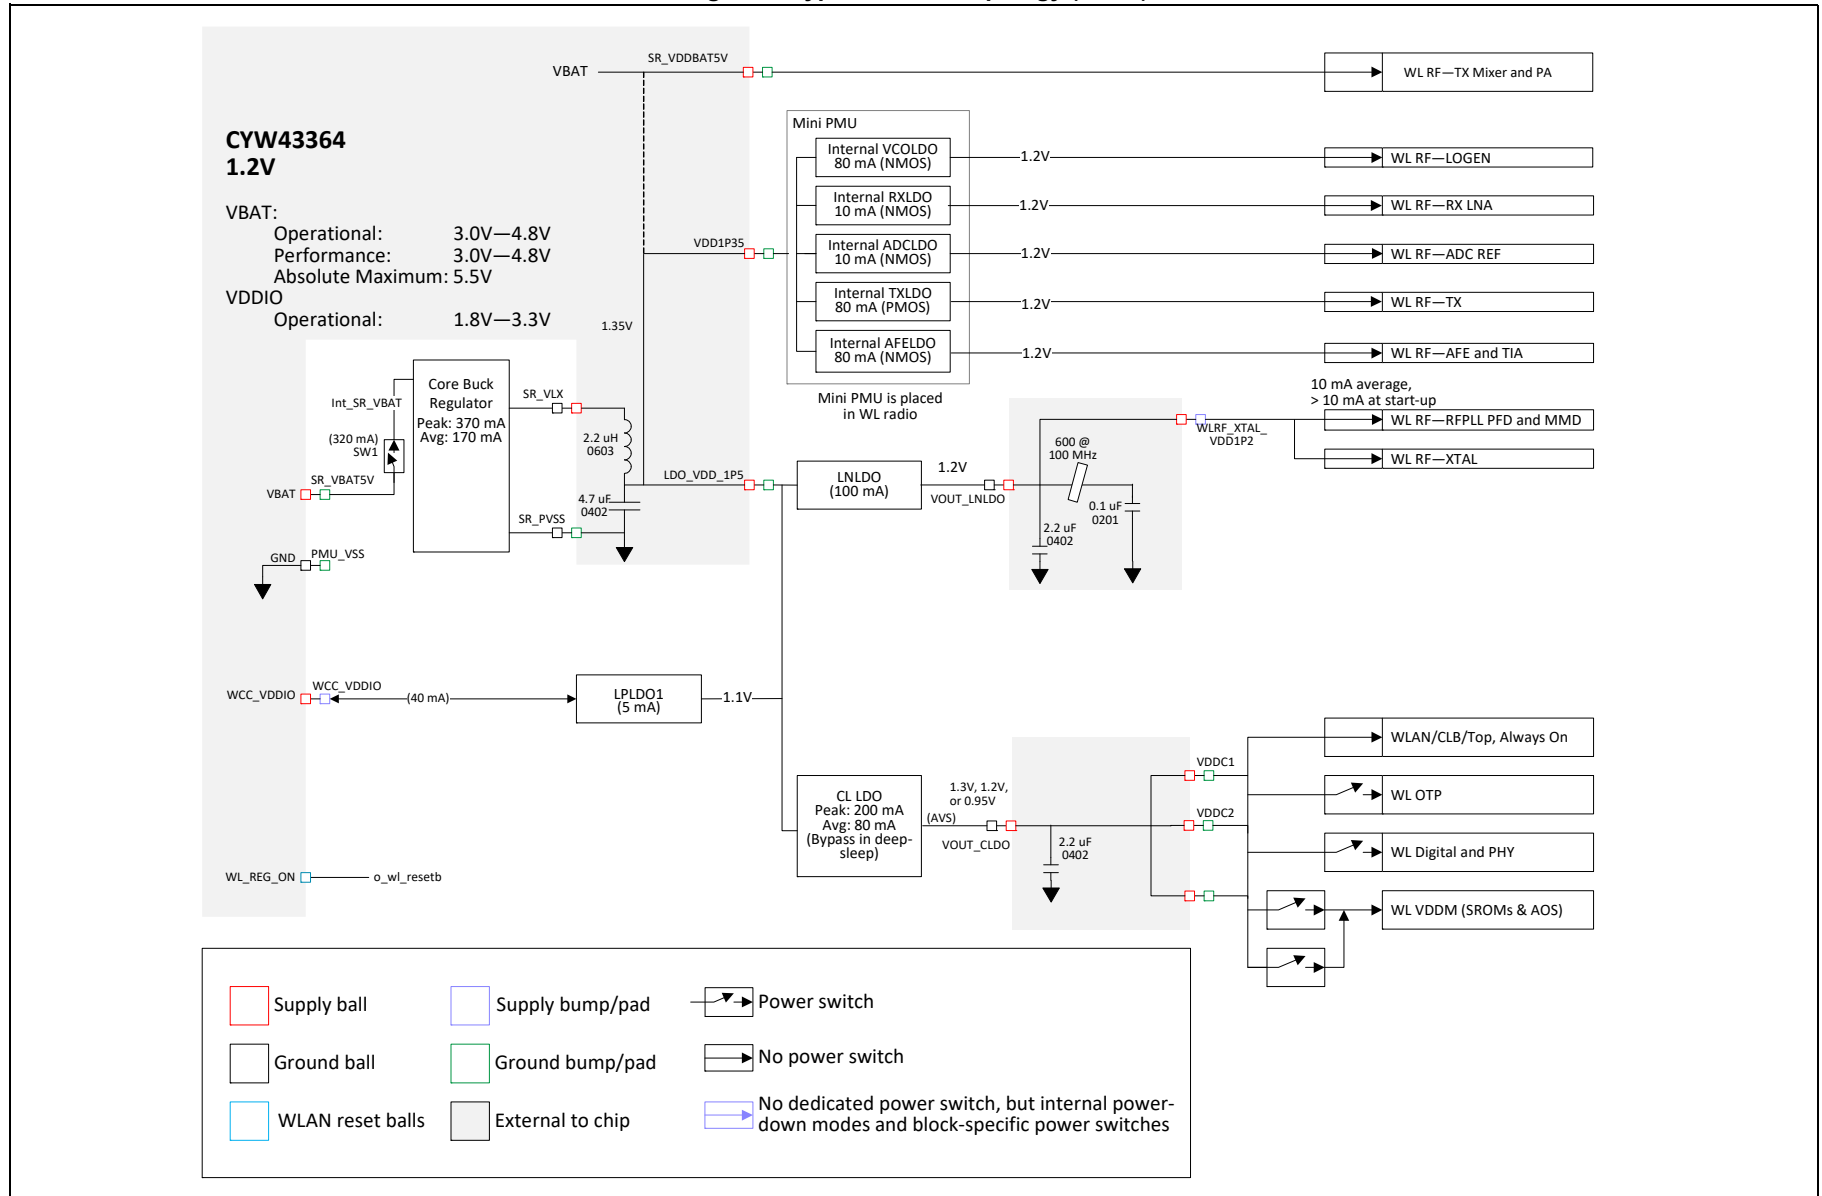 VBAT
SR_VDDBAT5V
WL RF—TX Mixer and PA
CYW43364
1.2V
VBAT:
Operational: 3.0V—4.8V
Performance: 3.0V—4.8V
Absolute Maximum: 5.5V
VDDIO
Operational: 1.8V—3.3V
Mini PMU
Internal VCOLDO
80 mA (NMOS)
1.2V
WL RF—LOGEN
Internal RXLDO
10 mA (NMOS)
1.2V
WL RF—RX LNA
VDD1P35
Internal ADCLDO
10 mA (NMOS)
1.2V
WL RF—ADC REF
Internal TXLDO
80 mA (PMOS)
1.2V
WL RF—TX
1.35V
Internal AFELDO
80 mA (NMOS)
1.2V
WL RF—AFE and TIA
Mini PMU is placed
in WL radio
10 mA average,
> 10 mA at start-up
WL RF—RFPLL PFD and MMD
WLRF_XTAL_
VDD1P2
WL RF—XTAL
Core Buck
Regulator
Peak: 370 mA
Avg: 170 mA
Int_SR_VBAT
(320 mA)
SW1
SR_VBAT5V
VBAT
SR_VLX
2.2 uH
0603
4.7 uF
0402
SR_PVSS
GND
PMU_VSS
LDO_VDD_1P5
LNLDO
(100 mA)
1.2V
VOUT_LNLDO
600 @
100 MHz
0.1 uF
0201
2.2 uF
0402
WCC_VDDIO
WCC_VDDIO
(40 mA)
LPLDO1
(5 mA)
1.1V
CL LDO
Peak: 200 mA
Avg: 80 mA
(Bypass in deep-
sleep)
1.3V, 1.2V,
or 0.95V
(AVS)
VOUT_CLDO
2.2 uF
0402
VDDC1
VDDC2
WLAN/CLB/Top, Always On
WL OTP
WL Digital and PHY
WL VDDM (SROMs & AOS)
WL_REG_ON
o_wl_resetb
Supply ball
Supply bump/pad
Power switch
Ground ball
Ground bump/pad
No power switch
WLAN reset balls
External to chip
No dedicated power switch, but internal power-
down modes and block-specific power switches